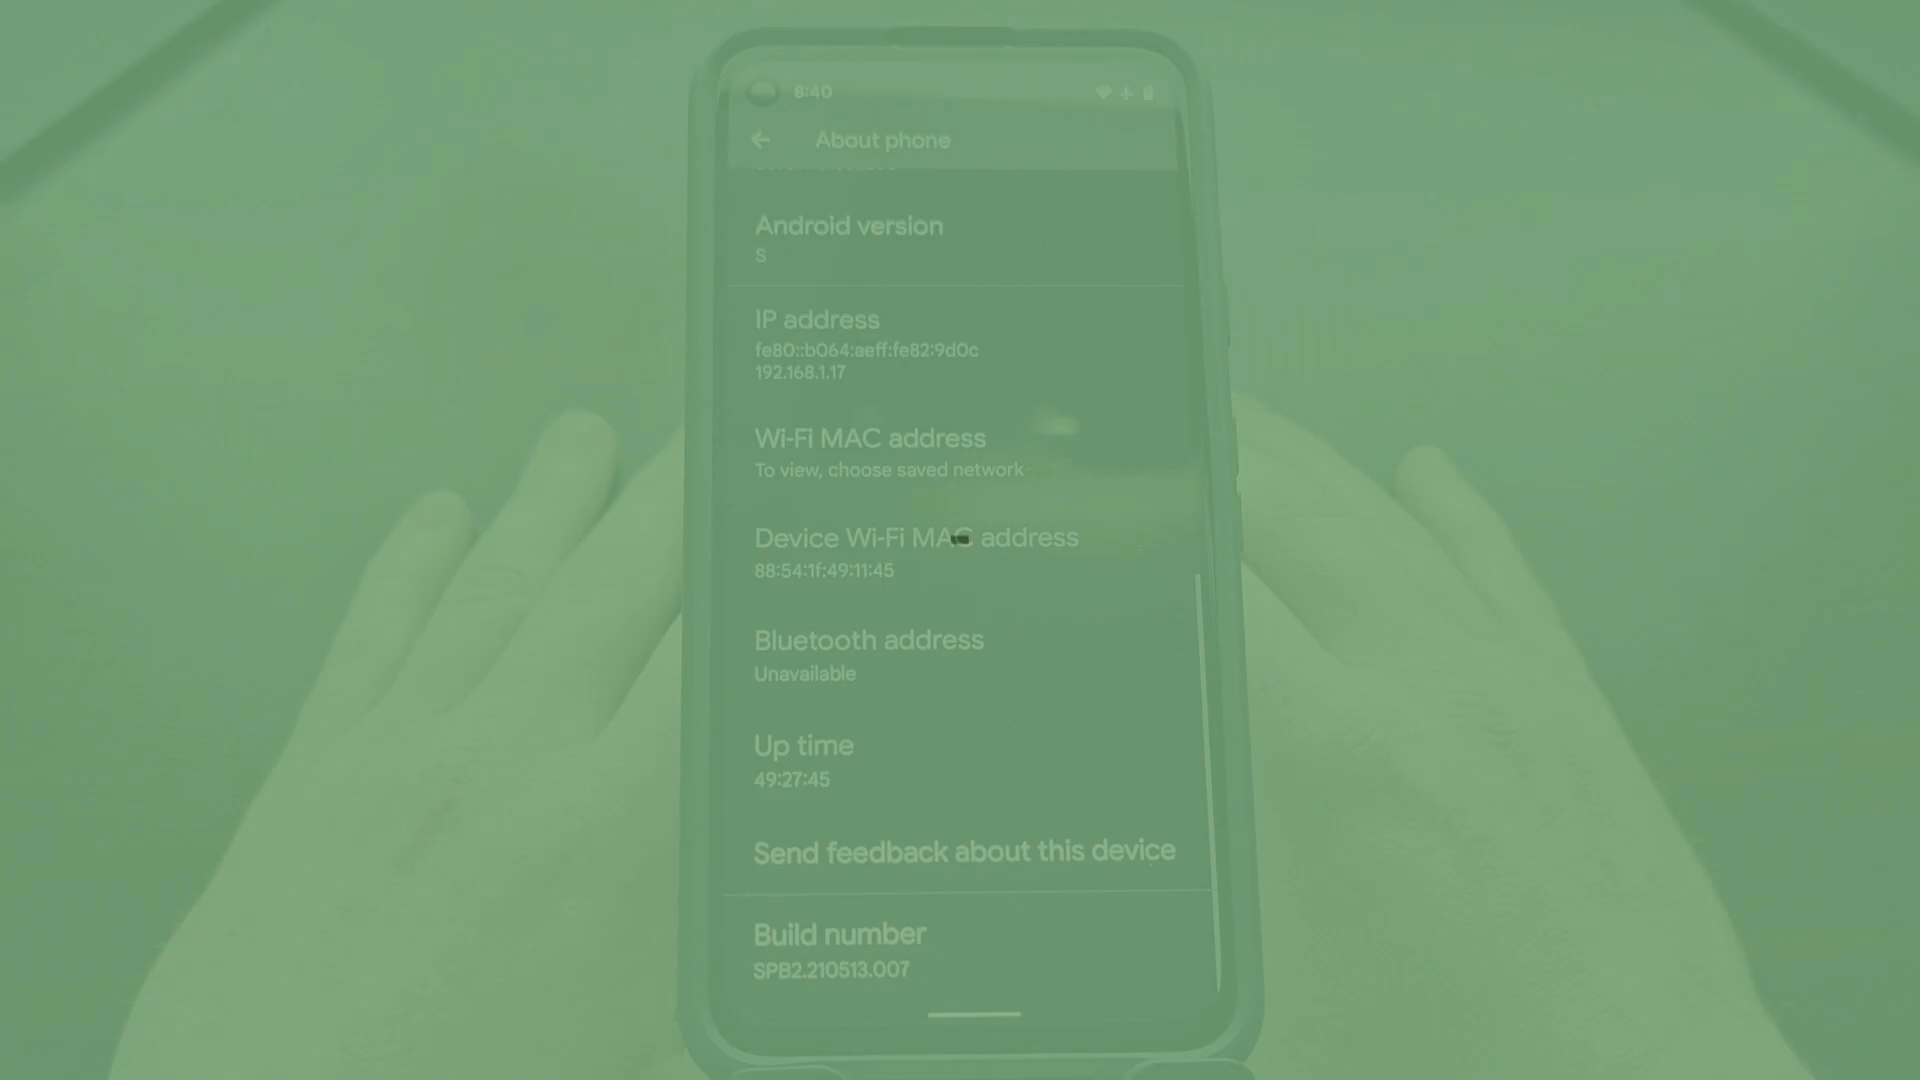 8:40
About phone
Android version
S
IP address
fe80::b064:aeff:fe82:9d0c
192.168.1.17
Wi-Fi MAC address
To view, choose saved network
Device Wi-Fi MAC address
88:54:1f:49:11:45
Bluetooth address
Unavailable
Up time
49:27:45
Send feedback about this device
Build number
SPB2.210513.007